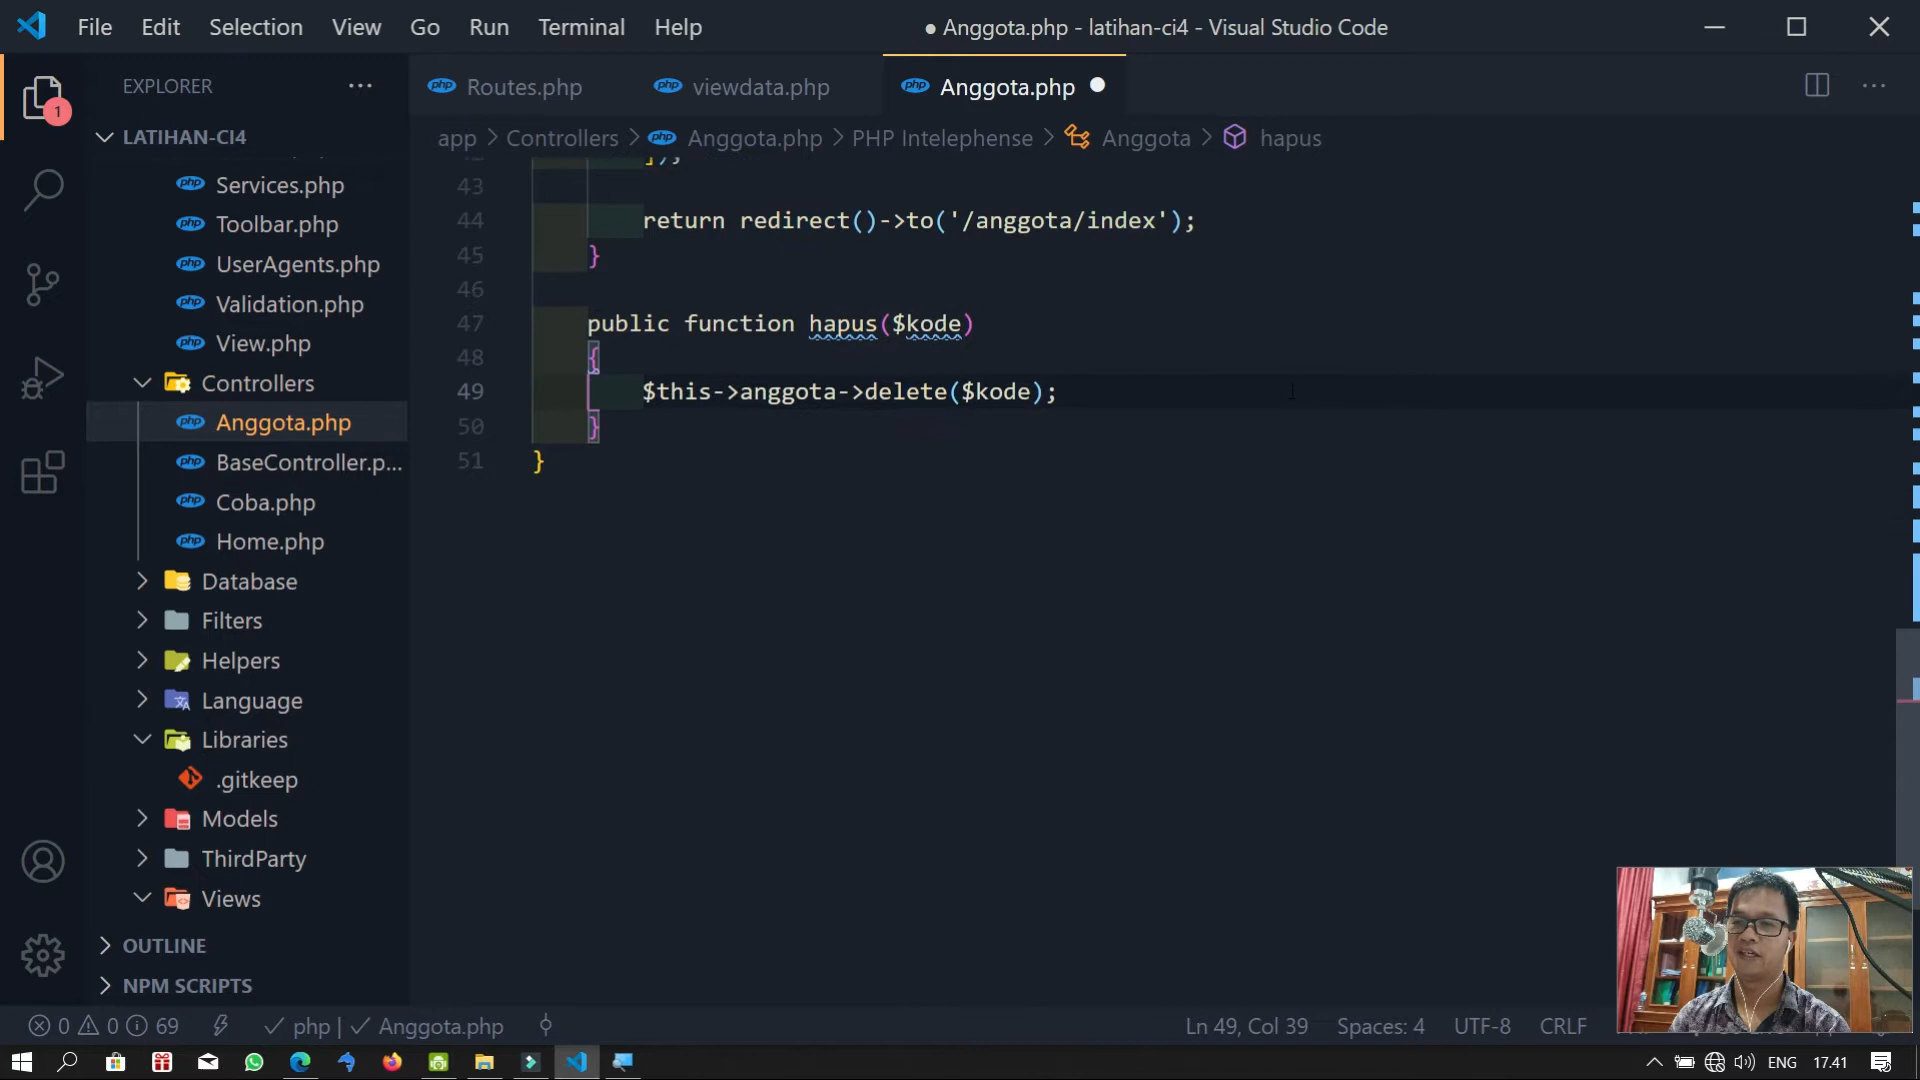 File Edit Selection View Go Run Terminal Help
● Anggota.php - latihan-ci4 - Visual Studio Code
EXPLORER
Routes.php
viewdata.php
Anggota.php
LATIHAN-CI4
app > Controllers > Anggota.php > PHP Intelephense > Anggota > hapus
Services.php
Toolbar.php
UserAgents.php
Validation.php
View.php
Controllers
Anggota.php
BaseController.p...
Coba.php
Home.php
Database
Filters
Helpers
Language
Libraries
.gitkeep
Models
ThirdParty
Views
OUTLINE
NPM SCRIPTS
]);
43
44 return redirect()->to('/anggota/index');
45 }
46
47 public function hapus($kode)
48 {
49 $this->anggota->delete($kode);
50 }
51 }
1
0 0 69 php | Anggota.php
Ln 49, Col 39 Spaces: 4 UTF-8 CRLF
ENG 17.41